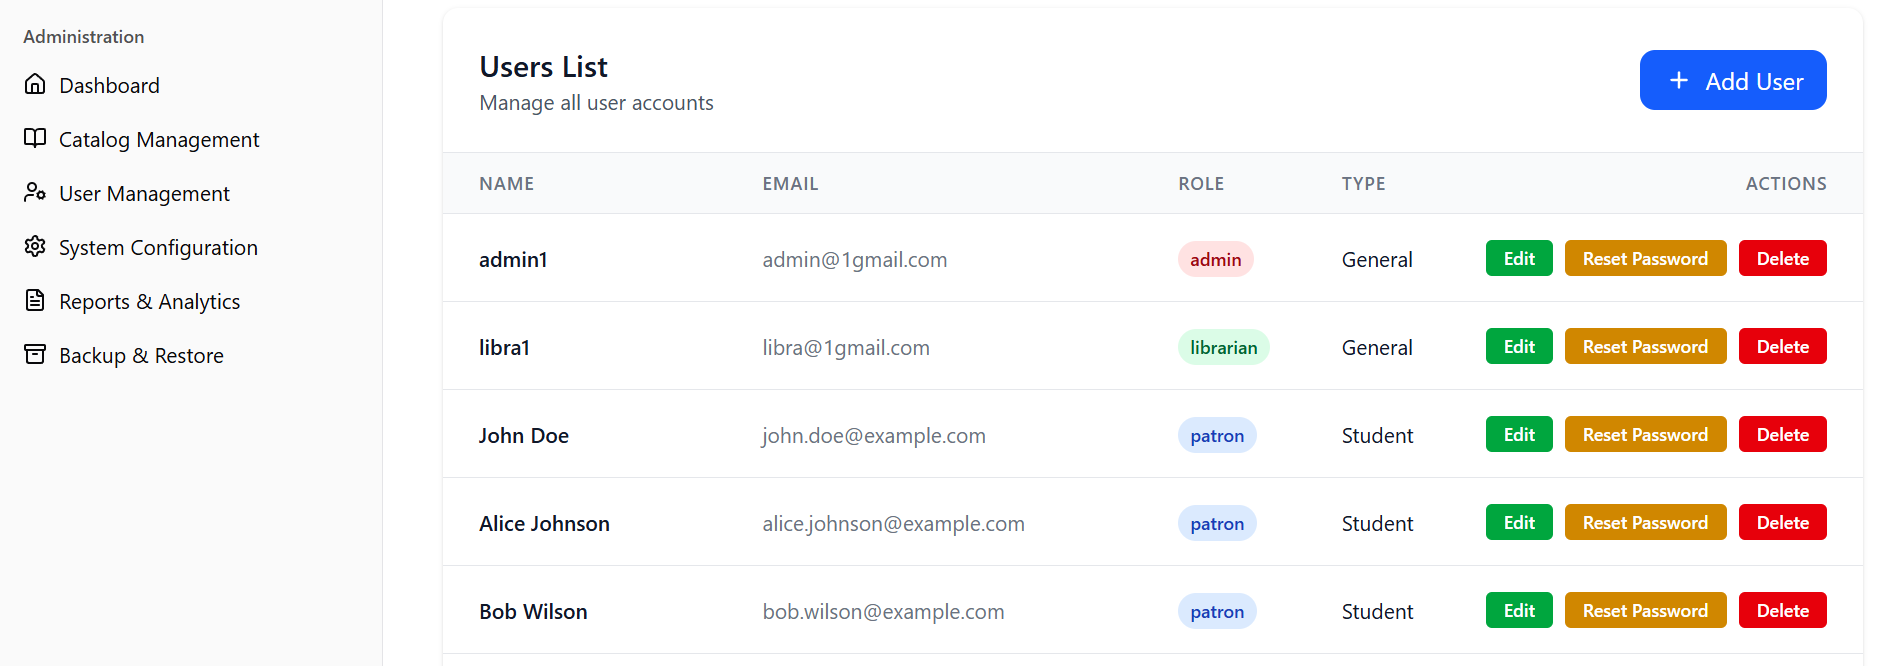 Administration
Dashboard
Catalog Management
User Management
System Configuration
Reports & Analytics
Backup & Restore
Users List
Manage all user accounts
+ Add User
NAME EMAIL ROLE TYPE ACTIONS
admin1 admin@1gmail.com admin General Edit Reset Password Delete
libra1 libra@1gmail.com librarian General Edit Reset Password Delete
John Doe john.doe@example.com patron Student Edit Reset Password Delete
Alice Johnson alice.johnson@example.com patron Student Edit Reset Password Delete
Bob Wilson bob.wilson@example.com patron Student Edit Reset Password Delete